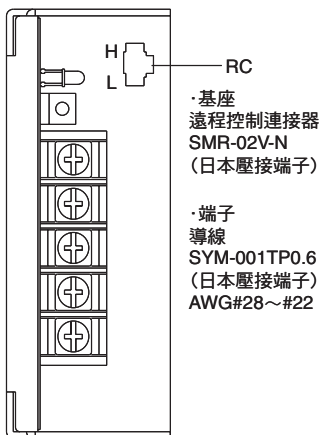 H
L
RC
·基座
遠程控制連接器
SMR-02V-N
(日本壓接端子)
·端子
導線
SYM-001TP0.6
(日本壓接端子)
AWG#28～#22